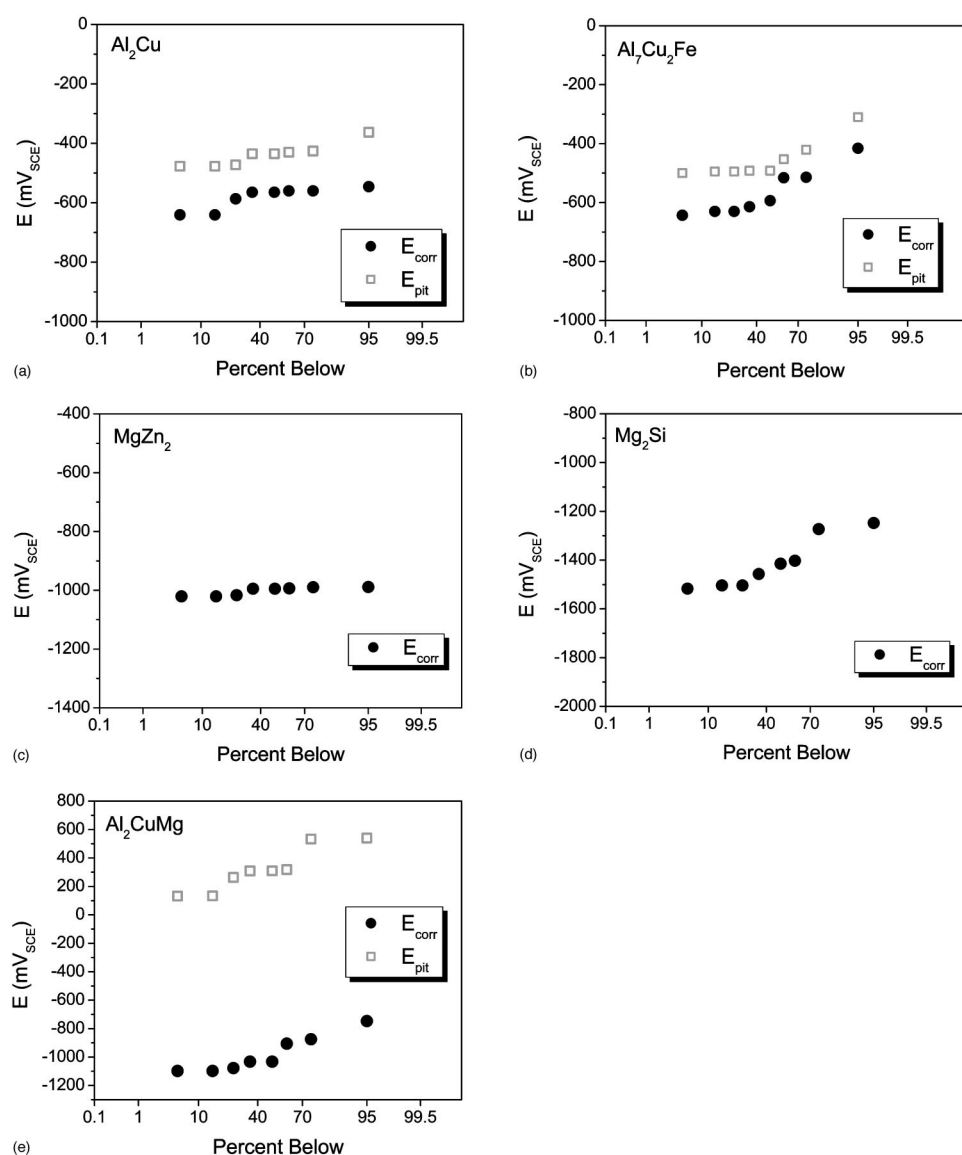 Al₂Cu
0
-200
-400
-600
-800
-1000
E (mV_SCE)
E_corr
E_pit
0.1 1 10 40 70 95 99.5
Percent Below
(a)
Al₇Cu₂Fe
0
-200
-400
-600
-800
-1000
E (mV_SCE)
E_corr
E_pit
0.1 1 10 40 70 95 99.5
Percent Below
(b)
MgZn₂
-400
-600
-800
-1000
-1200
-1400
E (mV_SCE)
E_corr
0.1 1 10 40 70 95 99.5
Percent Below
(c)
Mg₂Si
-800
-1000
-1200
-1400
-1600
-1800
-2000
E (mV_SCE)
E_corr
0.1 1 10 40 70 95 99.5
Percent Below
(d)
Al₂CuMg
800
600
400
200
0
-200
-400
-600
-800
-1000
-1200
E (mV_SCE)
E_corr
E_pit
0.1 1 10 40 70 95 99.5
Percent Below
(e)